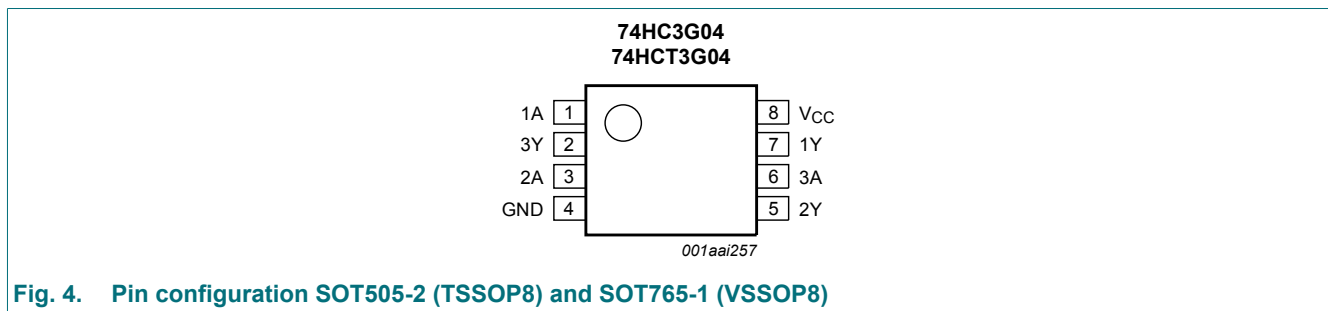 74HC3G04
74HCT3G04
1A 1 8 VCC
3Y 2 7 1Y
2A 3 6 3A
GND 4 5 2Y
001aai257
Fig. 4. Pin configuration SOT505-2 (TSSOP8) and SOT765-1 (VSSOP8)